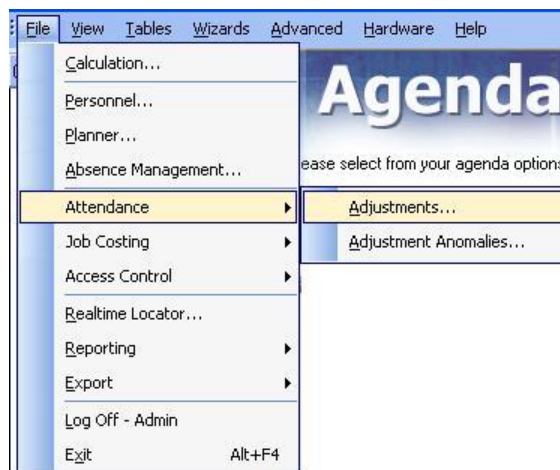 File View Tables Wizards Advanced Hardware Help
Calculation...
Personnel...
Planner...
Absence Management...
Attendance
Job Costing
Access Control
Realtime Locator...
Reporting
Export
Log Off - Admin
Exit Alt+F4
Agenda
ease select from your agenda options
Adjustments...
Adjustment Anomalies...